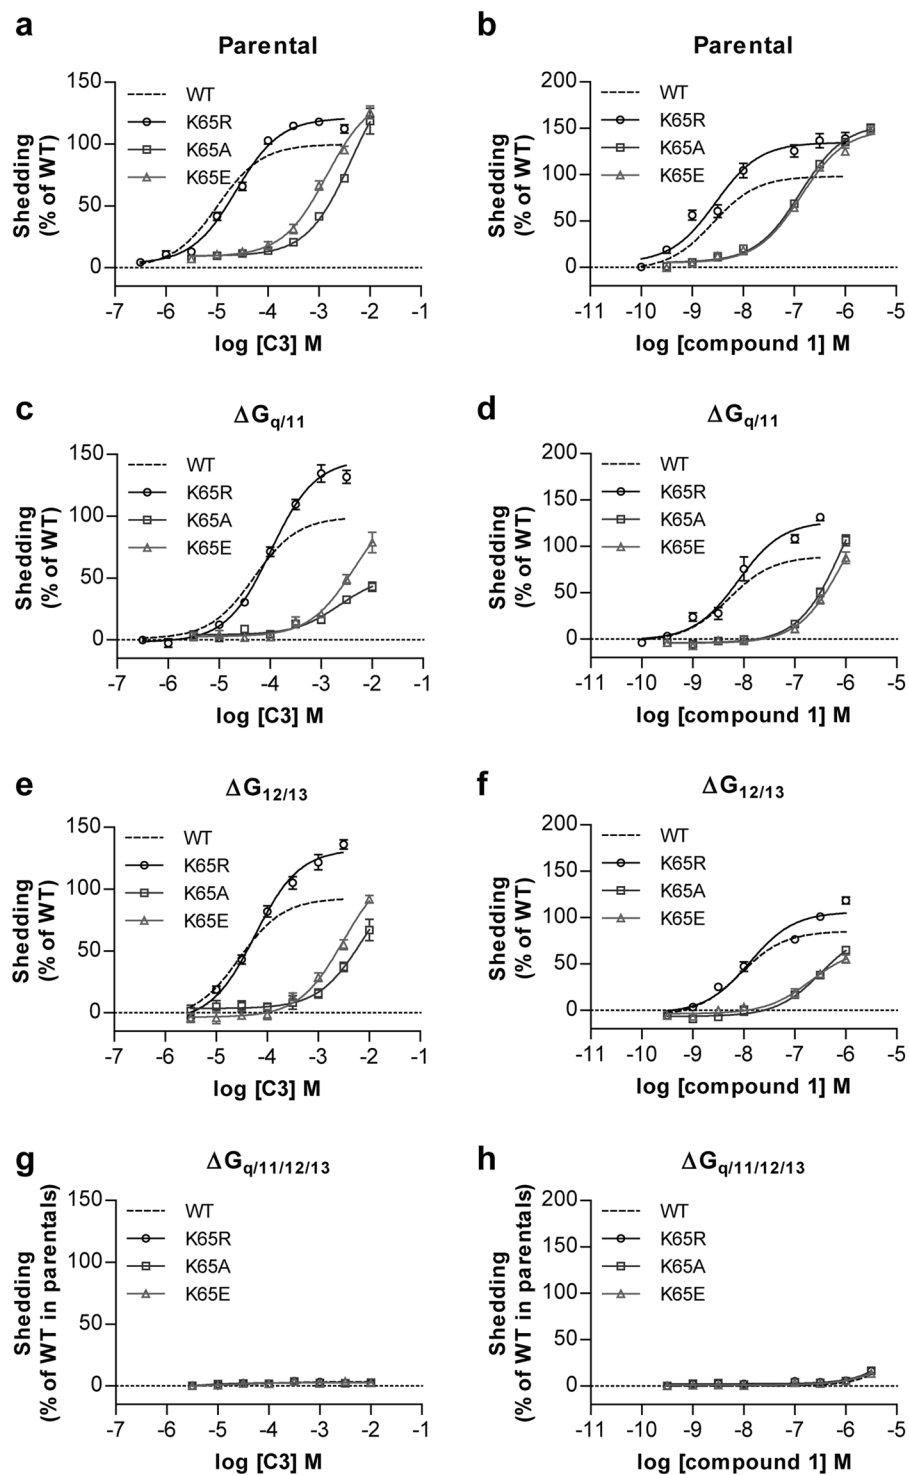 a
Parental
150
100
50
0
Shedding
(% of WT)
WT
K65R
K65A
K65E
-7 -6 -5 -4 -3 -2 -1
log [C3] M
b
Parental
200
150
100
50
0
Shedding
(% of WT)
WT
K65R
K65A
K65E
-11 -10 -9 -8 -7 -6 -5
log [compound 1] M
c
ΔGq/11
150
100
50
0
Shedding
(% of WT)
WT
K65R
K65A
K65E
-7 -6 -5 -4 -3 -2 -1
log [C3] M
d
ΔGq/11
200
150
100
50
0
Shedding
(% of WT)
WT
K65R
K65A
K65E
-11 -10 -9 -8 -7 -6 -5
log [compound 1] M
e
ΔG12/13
150
100
50
0
Shedding
(% of WT)
WT
K65R
K65A
K65E
-7 -6 -5 -4 -3 -2 -1
log [C3] M
f
ΔG12/13
200
150
100
50
0
Shedding
(% of WT)
WT
K65R
K65A
K65E
-11 -10 -9 -8 -7 -6 -5
log [compound 1] M
g
ΔGq/11/12/13
150
100
50
0
Shedding
(% of WT in parentals)
WT
K65R
K65A
K65E
-7 -6 -5 -4 -3 -2 -1
log [C3] M
h
ΔGq/11/12/13
200
150
100
50
0
Shedding
(% of WT in parentals)
WT
K65R
K65A
K65E
-11 -10 -9 -8 -7 -6 -5
log [compound 1] M